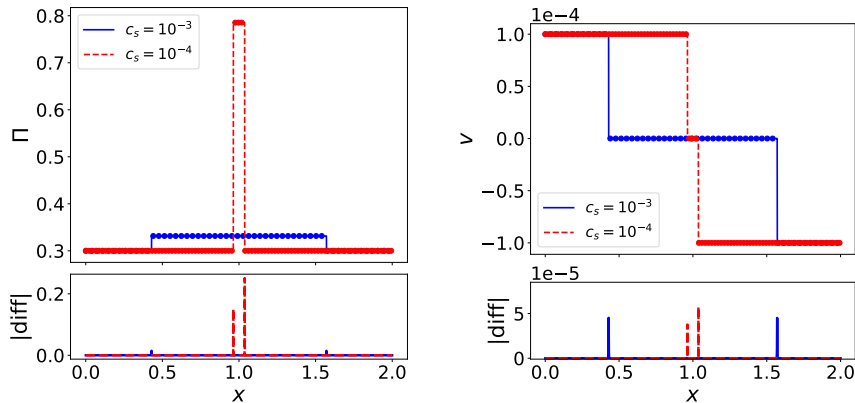 0.8
0.7
0.6
0.5
0.4
0.3
Π
c_s = 10^{-3}
c_s = 10^{-4}
0.2
0.0
|diff|
0.0 0.5 1.0 1.5 2.0
x
1e−4
1.0
0.5
0.0
−0.5
−1.0
v
c_s = 10^{-3}
c_s = 10^{-4}
1e−5
5
0
|diff|
0.0 0.5 1.0 1.5 2.0
x